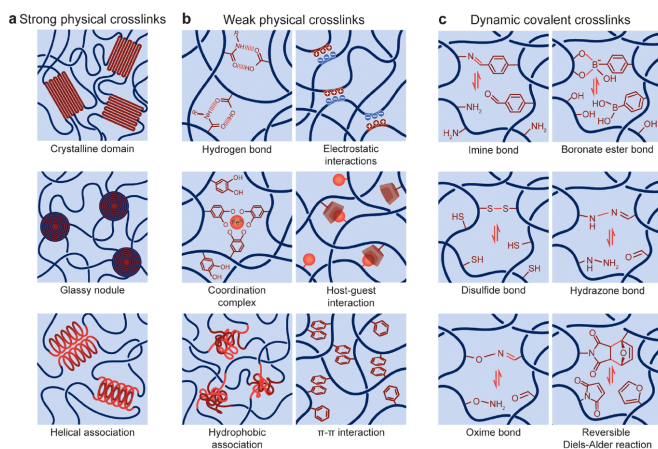 a Strong physical crosslinks
b Weak physical crosslinks
c Dynamic covalent crosslinks
Crystalline domain
Hydrogen bond
Electrostatic
interactions
Imine bond
Boronate ester bond
Glassy nodule
Coordination
complex
Host-guest
interaction
Disulfide bond
Hydrazone bond
Helical association
Hydrophobic
association
π-π interaction
Oxime bond
Reversible
Diels-Alder reaction